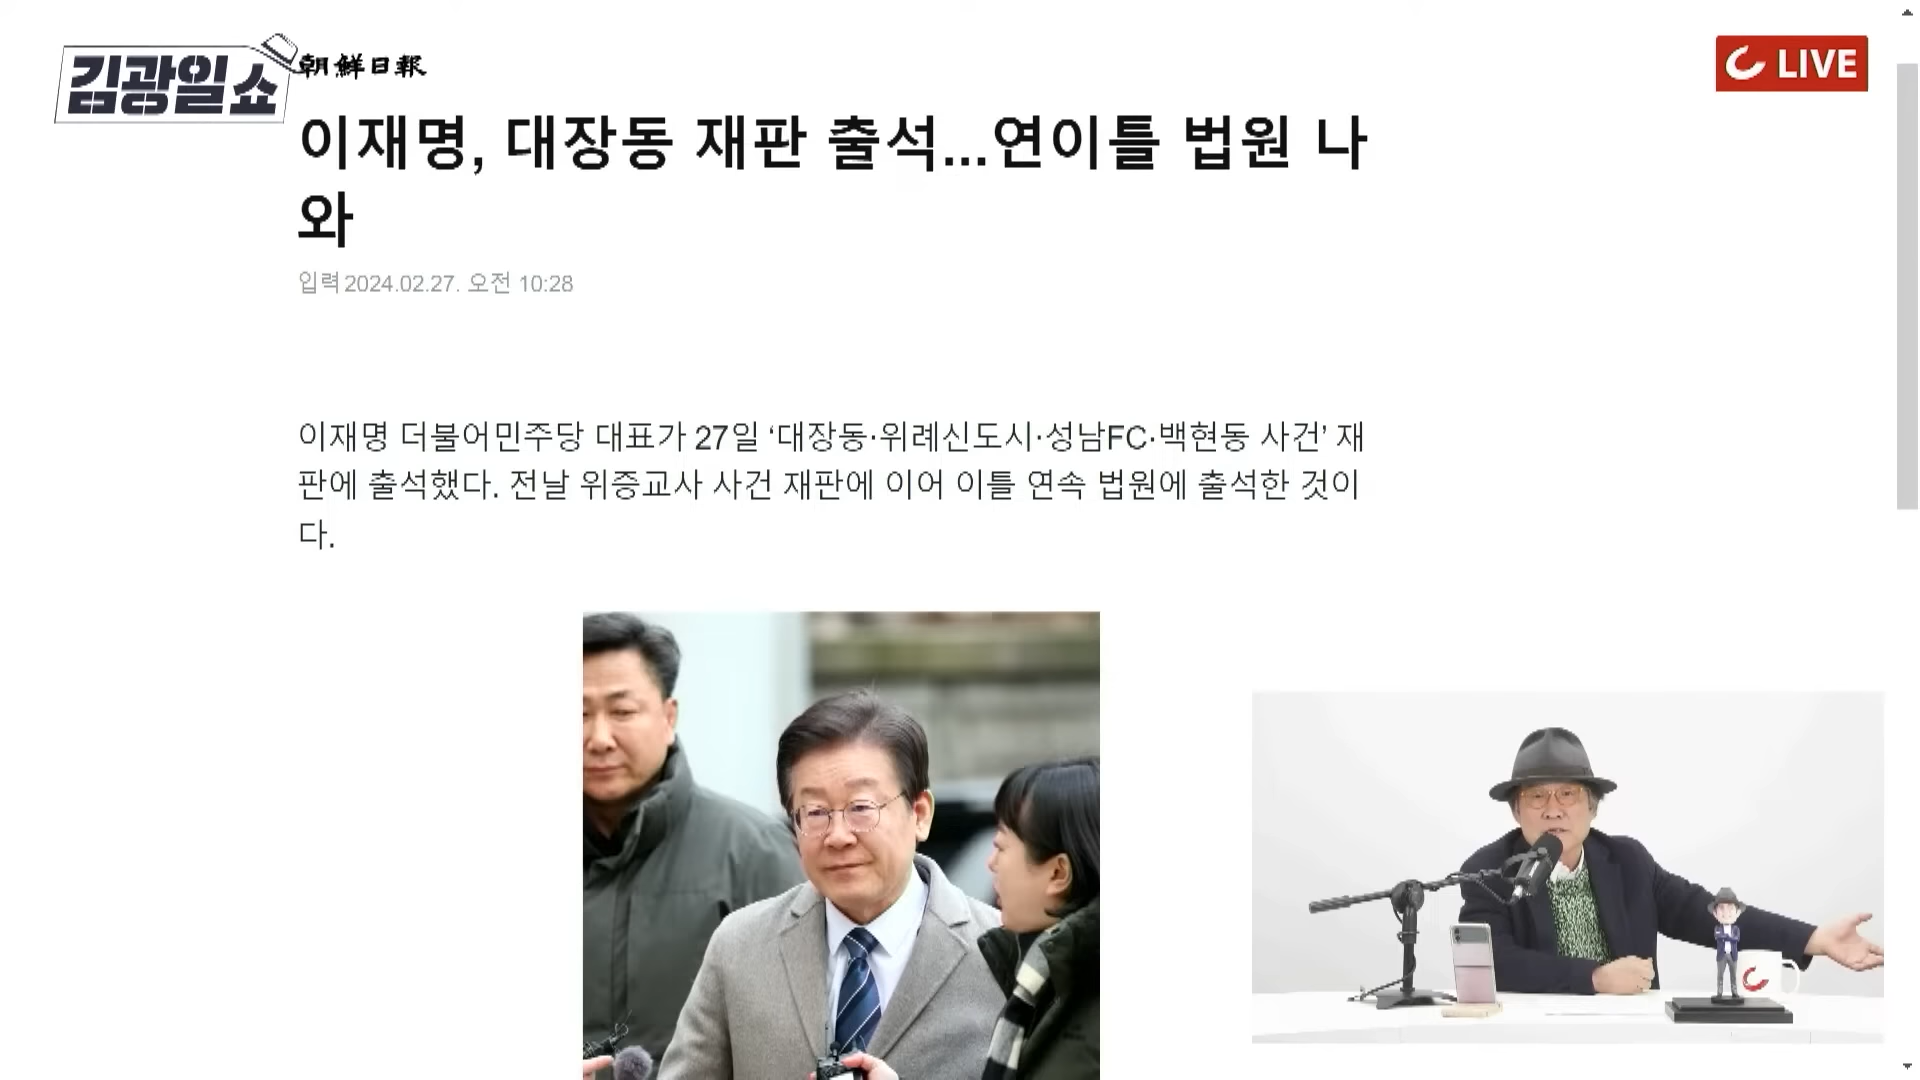 김광일쇼
朝鮮日報
LIVE
이재명, 대장동 재판 출석...연이틀 법원 나
와
입력 2024.02.27. 오전 10:28
이재명 더불어민주당 대표가 27일 ‘대장동·위례신도시·성남FC·백현동 사건’ 재
판에 출석했다. 전날 위증교사 사건 재판에 이어 이틀 연속 법원에 출석한 것이
다.